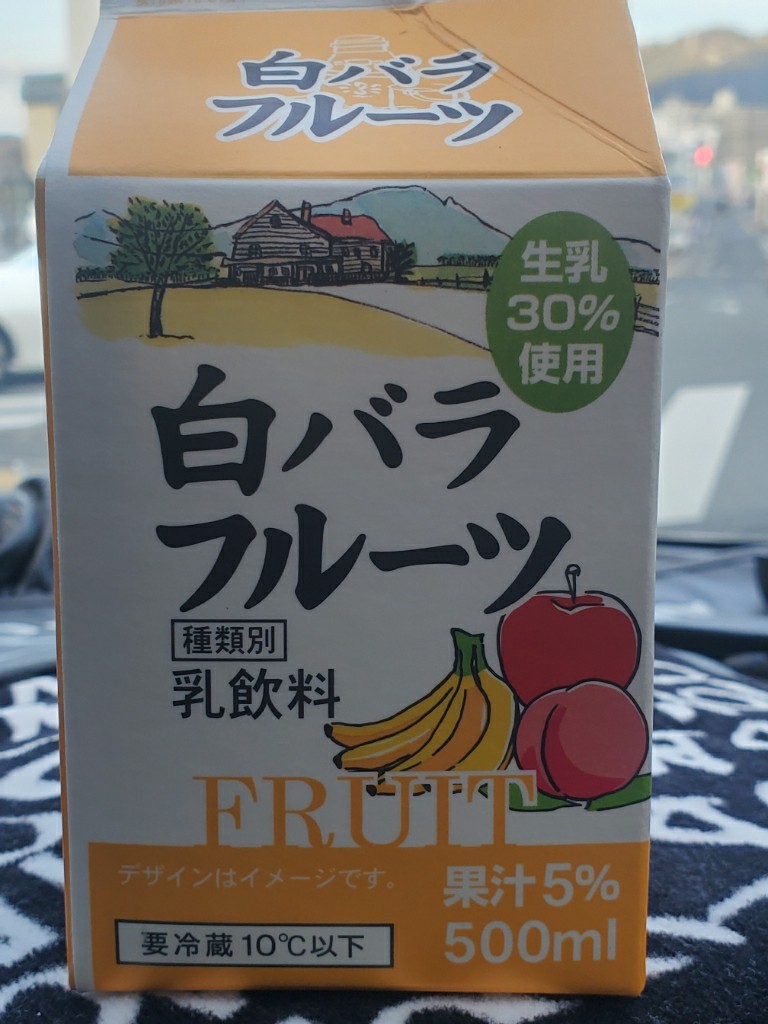 白バラ
フルーツ
生乳
30%
使用
白バラ
フルーツ
種類別
乳飲料
FRUIT
デザインはイメージです。
果汁5%
要冷蔵10℃以下
500ml